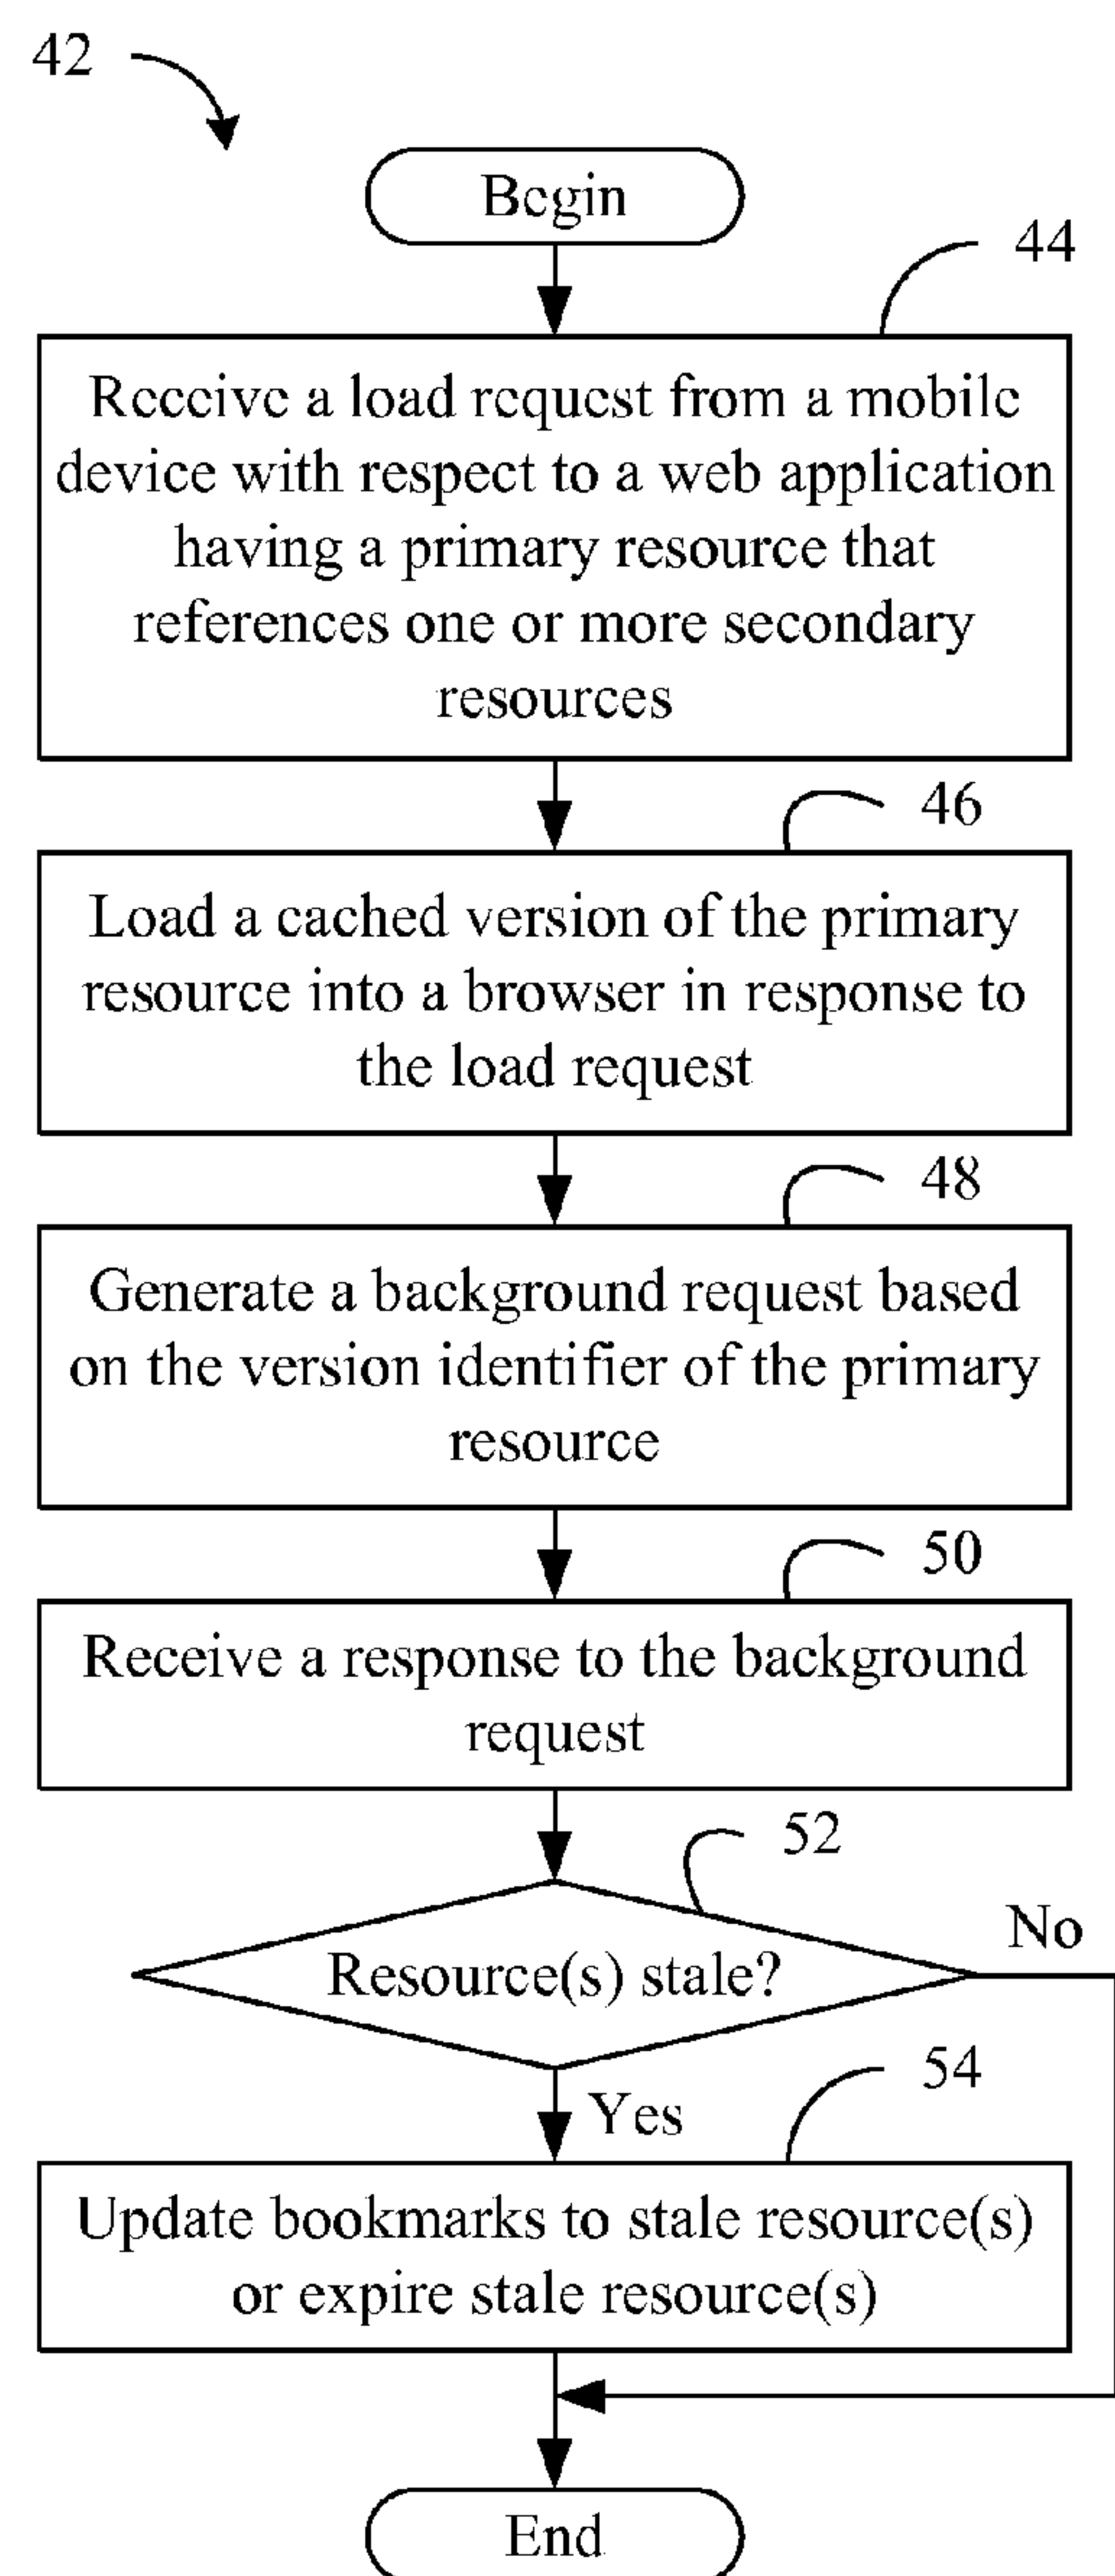 42
Begin
44
Receive a load request from a mobile
device with respect to a web application
having a primary resource that
references one or more secondary
resources
46
Load a cached version of the primary
resource into a browser in response to
the load request
48
Generate a background request based
on the version identifier of the primary
resource
50
Receive a response to the background
request
52
No
Resource(s) stale?
54
Yes
Update bookmarks to stale resource(s)
or expire stale resource(s)
End